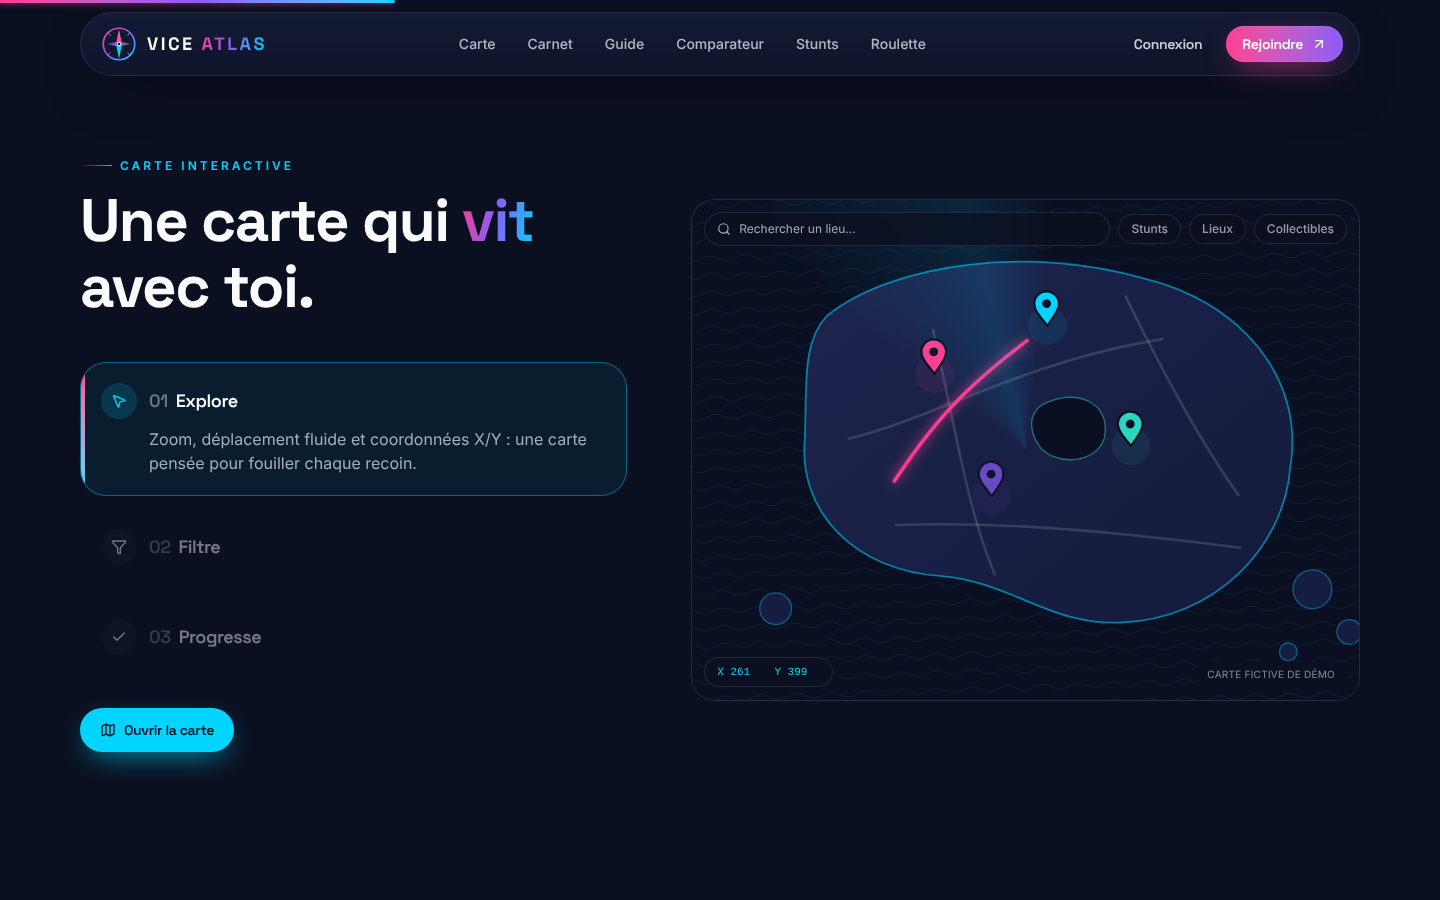 VICE ATLAS
Carte
Carnet
Guide
Comparateur
Stunts
Roulette
Connexion
Rejoindre
CARTE INTERACTIVE
Une carte qui vit
avec toi.
01 Explore
Zoom, déplacement fluide et coordonnées X/Y : une carte
pensée pour fouiller chaque recoin.
02 Filtre
03 Progresse
Ouvrir la carte
Rechercher un lieu...
Stunts
Lieux
Collectibles
X 261 Y 399
CARTE FICTIVE DE DÉMO